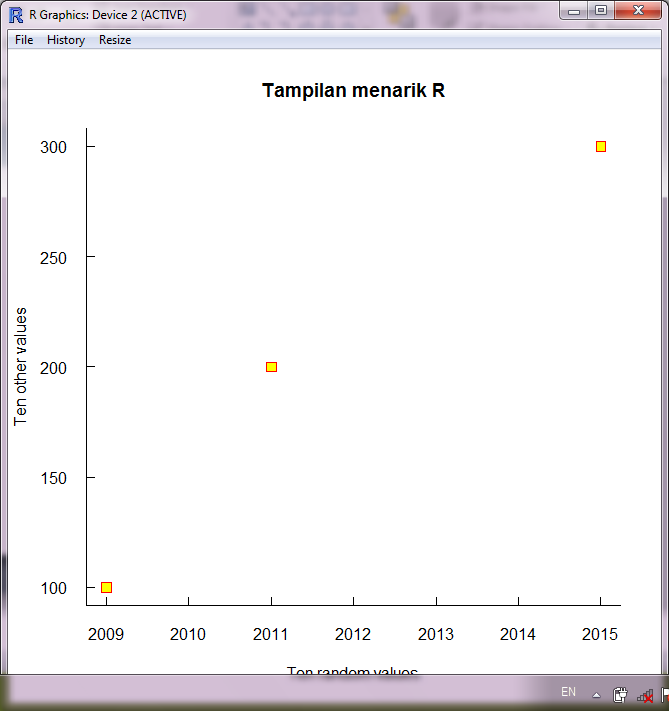 R Graphics: Device 2 (ACTIVE)
File History Resize
Tampilan menarik R
300
250
200
150
100
Ten other values
2009 2010 2011 2012 2013 2014 2015
Ten random values
EN